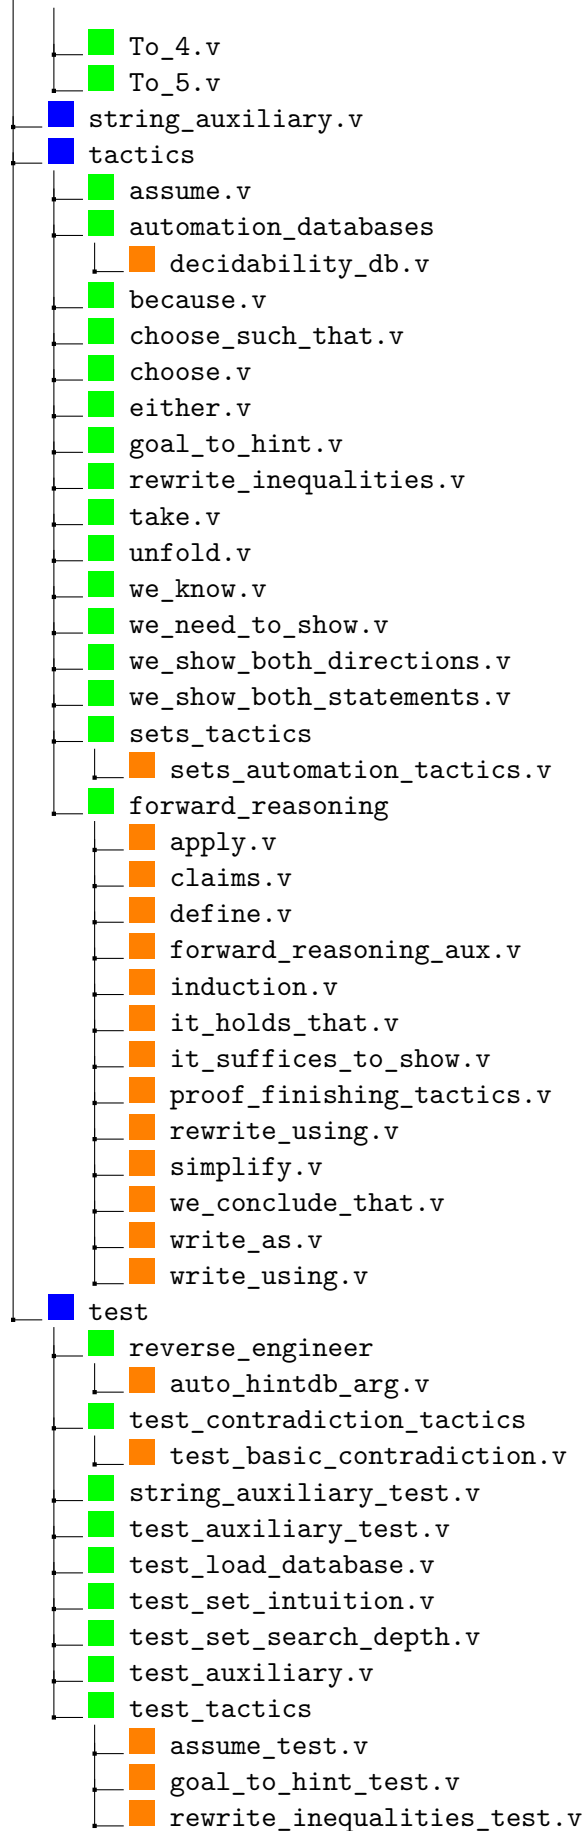 To_4.v
To_5.v
string_auxiliary.v
tactics
assume.v
automation_databases
decidability_db.v
because.v
choose_such_that.v
choose.v
either.v
goal_to_hint.v
rewrite_inequalities.v
take.v
unfold.v
we_know.v
we_need_to_show.v
we_show_both_directions.v
we_show_both_statements.v
sets_tactics
sets_automation_tactics.v
forward_reasoning
apply.v
claims.v
define.v
forward_reasoning_aux.v
induction.v
it_holds_that.v
it_suffices_to_show.v
proof_finishing_tactics.v
rewrite_using.v
simplify.v
we_conclude_that.v
write_as.v
write_using.v
test
reverse_engineer
auto_hintdb_arg.v
test_contradiction_tactics
test_basic_contradiction.v
string_auxiliary_test.v
test_auxiliary_test.v
test_load_database.v
test_set_intuition.v
test_set_search_depth.v
test_auxiliary.v
test_tactics
assume_test.v
goal_to_hint_test.v
rewrite_inequalities_test.v